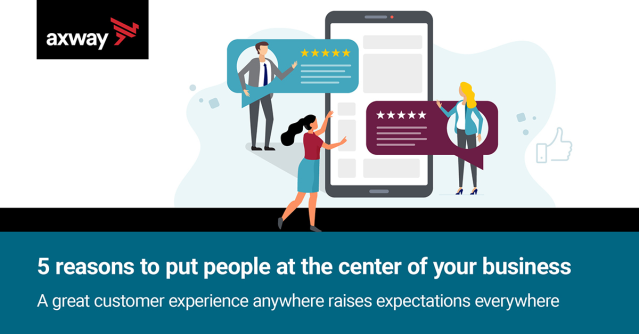 axway
5 reasons to put people at the center of your business
A great customer experience anywhere raises expectations everywhere